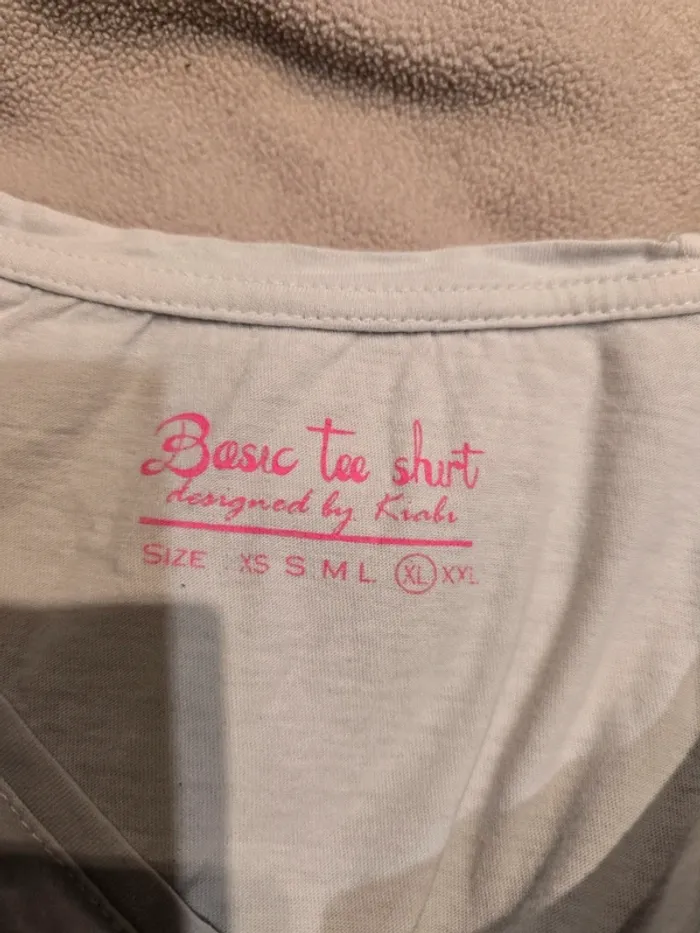 Basic tee shirt
designed by Kiabi
SIZE XS S M L XL XXL